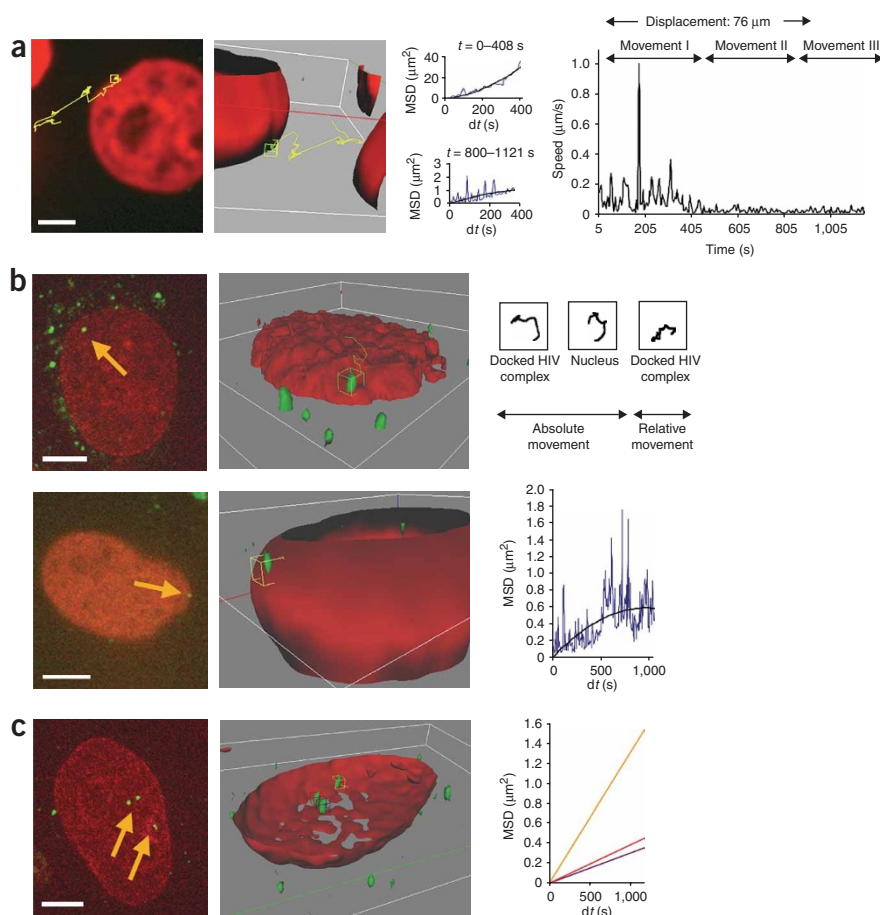 a
MSD (μm²)
40
20
0
t = 0–408 s
0 200 400
dt (s)
MSD (μm²)
3
2
1
0
t = 800–1121 s
0 200 400
dt (s)
Displacement: 76 μm
Movement I Movement II Movement III
Speed (μm/s)
1.0
0.8
0.6
0.4
0.2
0
5 205 405 605 805 1,005
Time (s)
b
Docked HIV complex
Nucleus
Docked HIV complex
Absolute movement
Relative movement
MSD (μm²)
2.0
1.8
1.6
1.4
1.2
1.0
0.8
0.6
0.4
0.2
0
0 500 1,000
dt (s)
c
MSD (μm²)
1.6
1.4
1.2
1.0
0.8
0.6
0.4
0.2
0
0 500 1,000
dt (s)